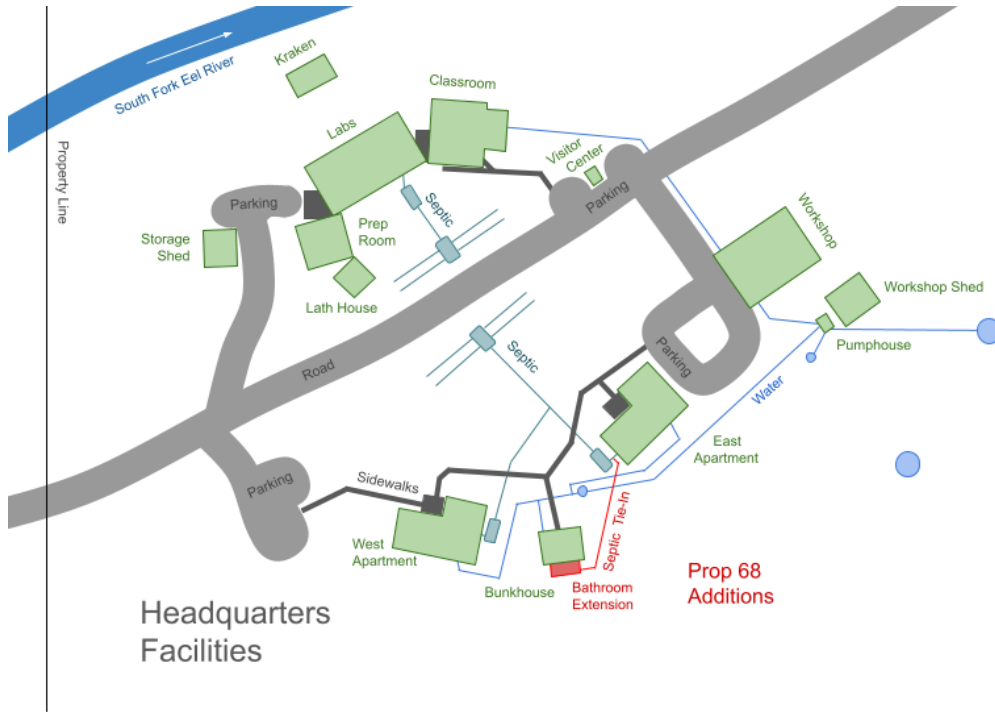 South Fork Eel River
Property Line
Kraken
Classroom
Labs
Visitor
Center
Parking
Parking
Septic
Storage
Shed
Prep
Room
Lath House
Workshop
Workshop Shed
Pumphouse
Road
Septic
Parking
Water
East
Apartment
Parking
Sidewalks
West
Apartment
Septic Tie-In
Bunkhouse
Bathroom
Extension
Prop 68
Additions
Headquarters
Facilities